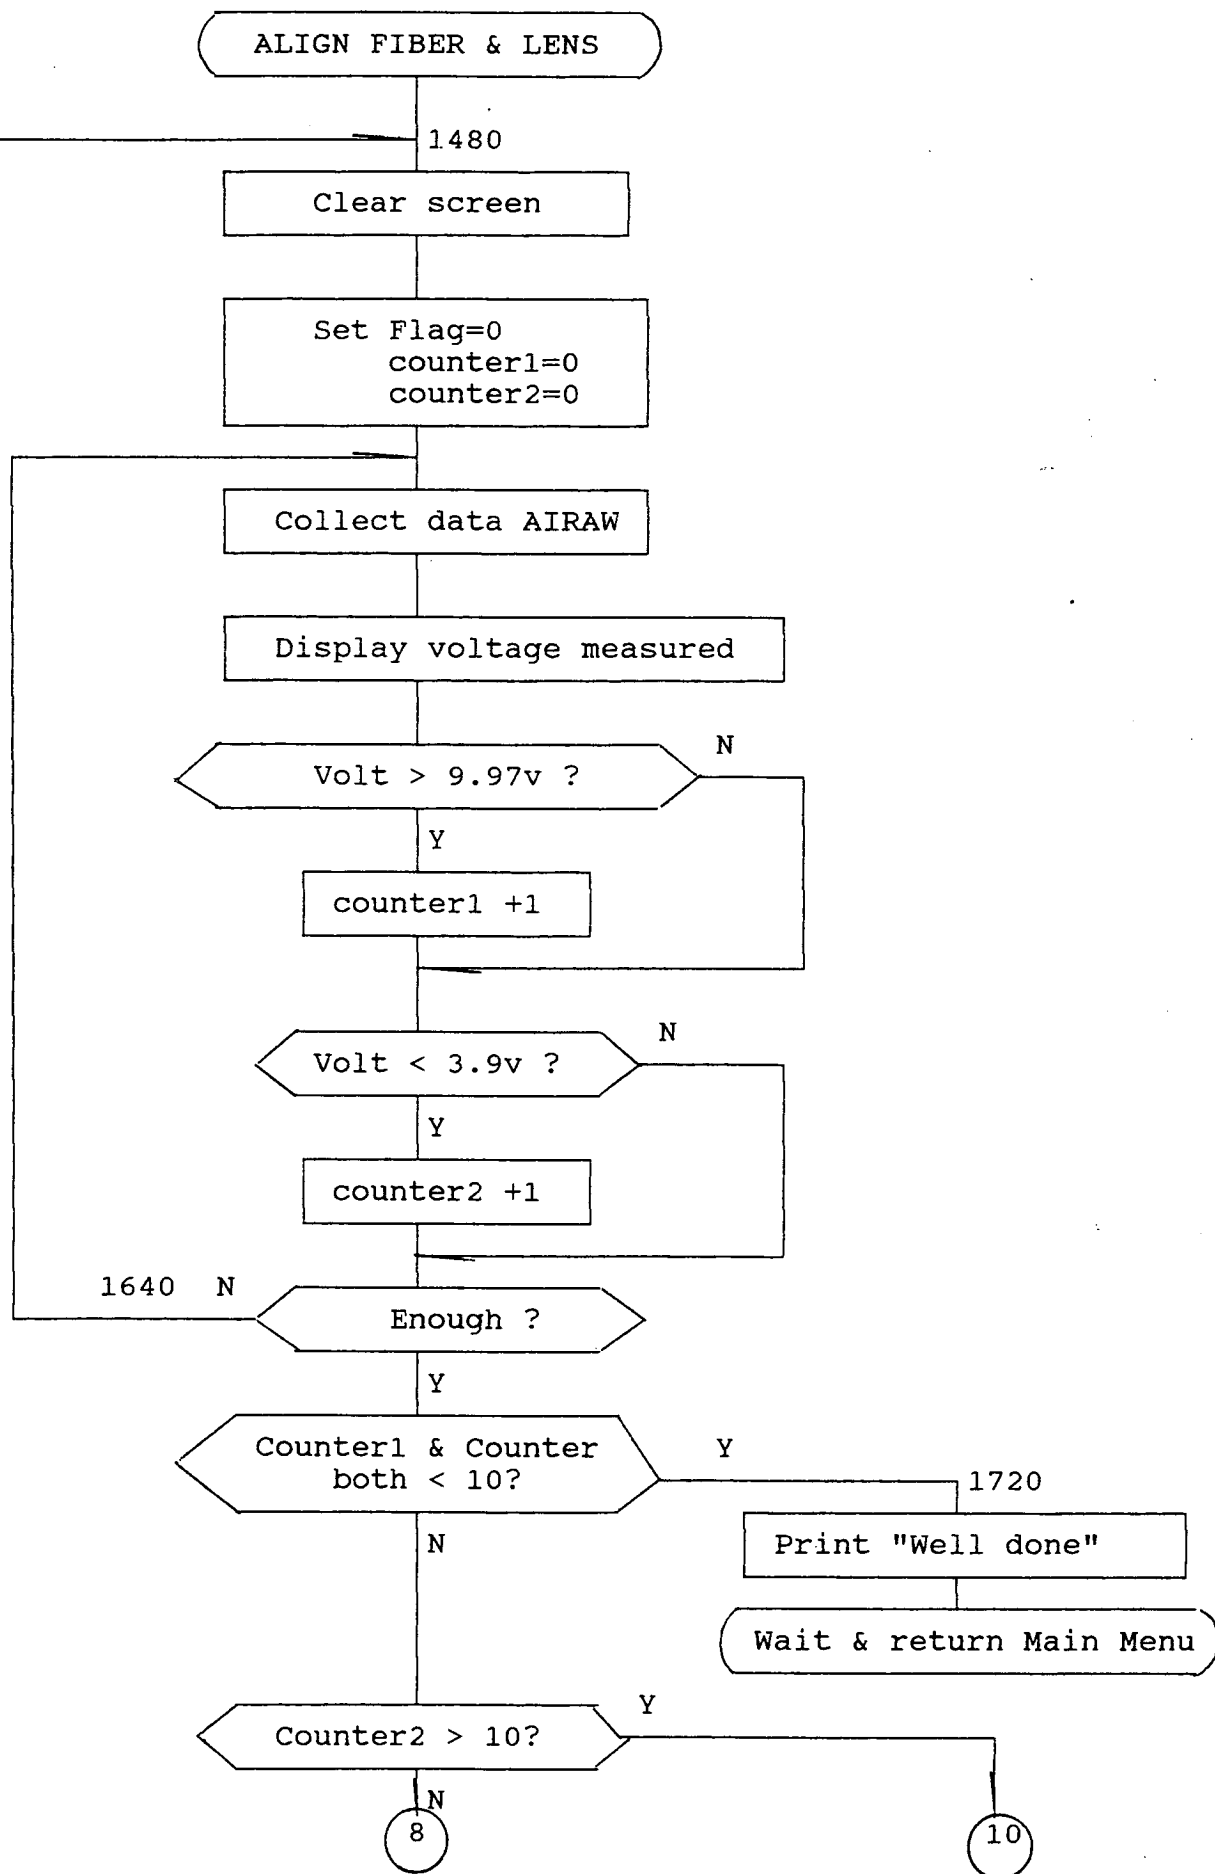 ALIGN FIBER & LENS
1480
Clear screen
Set Flag=0
counter1=0
counter2=0
Collect data AIRAW
Display voltage measured
N
Volt > 9.97v ?
Y
counter1 +1
N
Volt < 3.9v ?
Y
counter2 +1
1640 N
Enough ?
Y
Counter1 & Counter
both < 10?
Y
1720
N
Print "Well done"
Wait & return Main Menu
Y
Counter2 > 10?
N
8
10